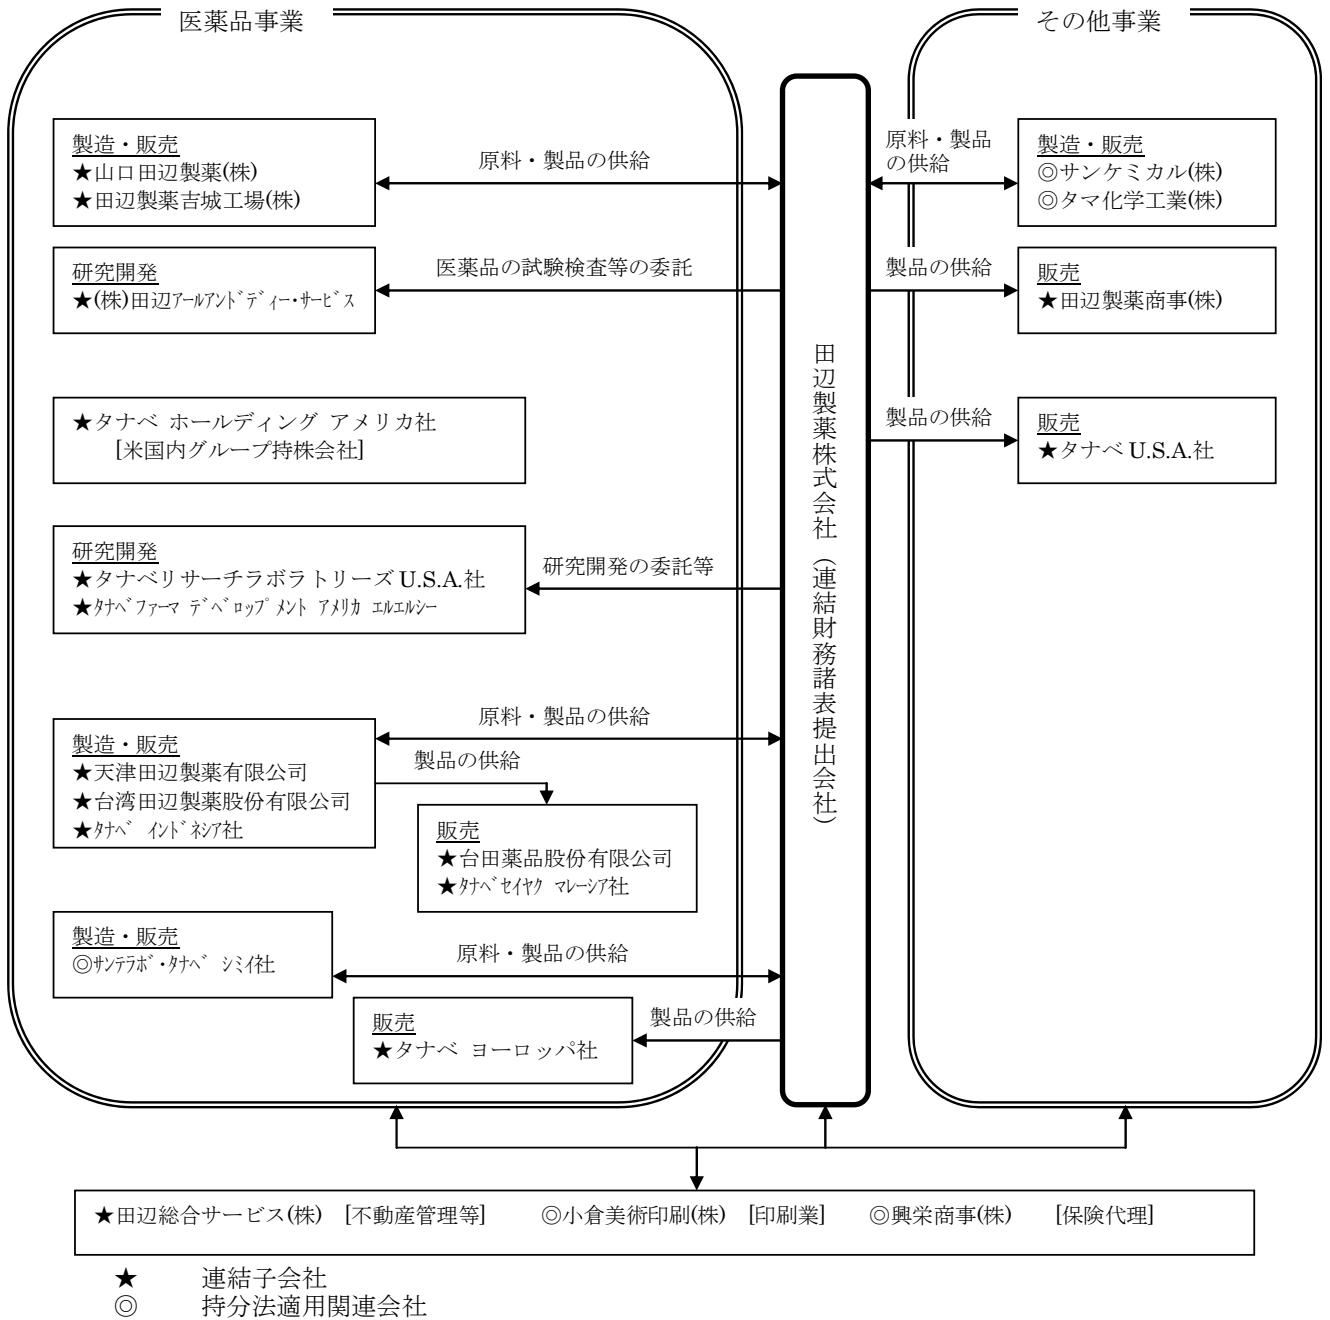 医薬品事業
その他事業
製造・販売
★山口田辺製薬(株)
★田辺製薬吉城工場(株)
原料・製品の供給
原料・製品
の供給
製造・販売
◎サンケミカル(株)
◎タマ化学工業(株)
研究開発
★(株)田辺ｱｰﾙｱﾝﾄﾞﾃﾞｨｰ・ｻｰﾋﾞｽ
医薬品の試験検査等の委託
製品の供給
販売
★田辺製薬商事(株)
★タナベ ホールディング アメリカ社
[米国内グループ持株会社]
製品の供給
販売
★タナベ U.S.A.社
田辺製薬株式会社（連結財務諸表提出会社）
研究開発
★タナベリサーチラボラトリーズ U.S.A.社
★ﾀﾅﾍﾞﾌｧｰﾏ ﾃﾞﾍﾞﾛｯﾌﾟﾒﾝﾄ ｱﾒﾘｶ ｴﾙｴﾙｼｰ
研究開発の委託等
製造・販売
★天津田辺製薬有限公司
★台湾田辺製薬股份有限公司
★ﾀﾅﾍﾞ ｲﾝﾄﾞﾈｼｱ社
原料・製品の供給
製品の供給
販売
★台田薬品股份有限公司
★ﾀﾅﾍﾞｾｲﾔｸ ﾏﾚｰｼｱ社
製造・販売
◎ｻﾝﾃﾗﾎﾞ・ﾀﾅﾍﾞ ｼﾐｲ社
原料・製品の供給
販売
★タナベ ヨーロッパ社
製品の供給
★田辺総合サービス(株) [不動産管理等] ◎小倉美術印刷(株) [印刷業] ◎興栄商事(株) [保険代理]
★ 連結子会社
◎ 持分法適用関連会社